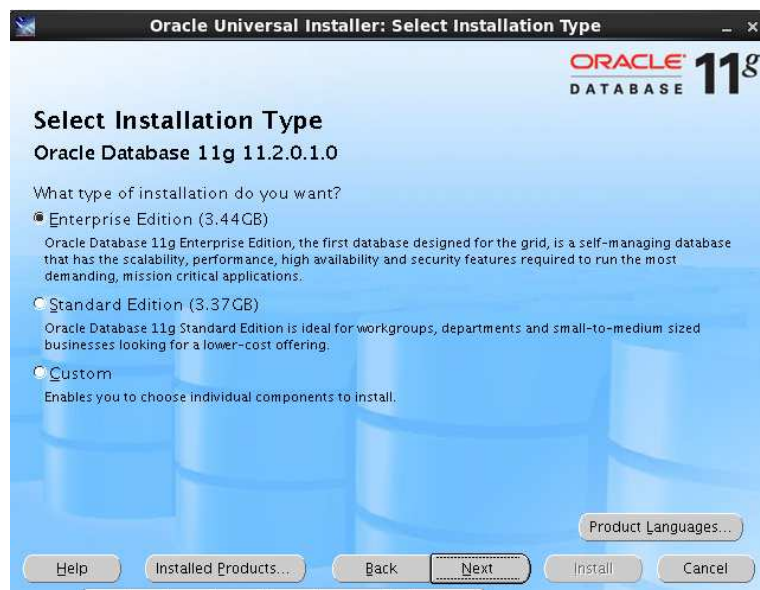 Oracle Universal Installer: Select Installation Type
ORACLE 11g
DATABASE
Select Installation Type
Oracle Database 11g 11.2.0.1.0
What type of installation do you want?
Enterprise Edition (3.44GB)
Oracle Database 11g Enterprise Edition, the first database designed for the grid, is a self-managing database
that has the scalability, performance, high availability and security features required to run the most
demanding, mission critical applications.
Standard Edition (3.37GB)
Oracle Database 11g Standard Edition is ideal for workgroups, departments and small-to-medium sized
businesses looking for a lower-cost offering.
Custom
Enables you to choose individual components to install.
Product Languages...
Help Installed Products... Back Next Install Cancel